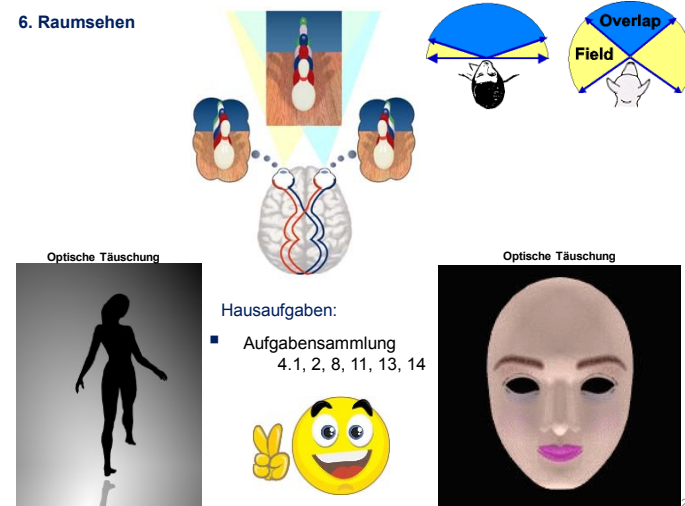 6. Raumsehen
Overlap
Field
Optische Täuschung
Optische Täuschung
Hausaufgaben:
▪ Aufgabensammlung
4.1, 2, 8, 11, 13, 14